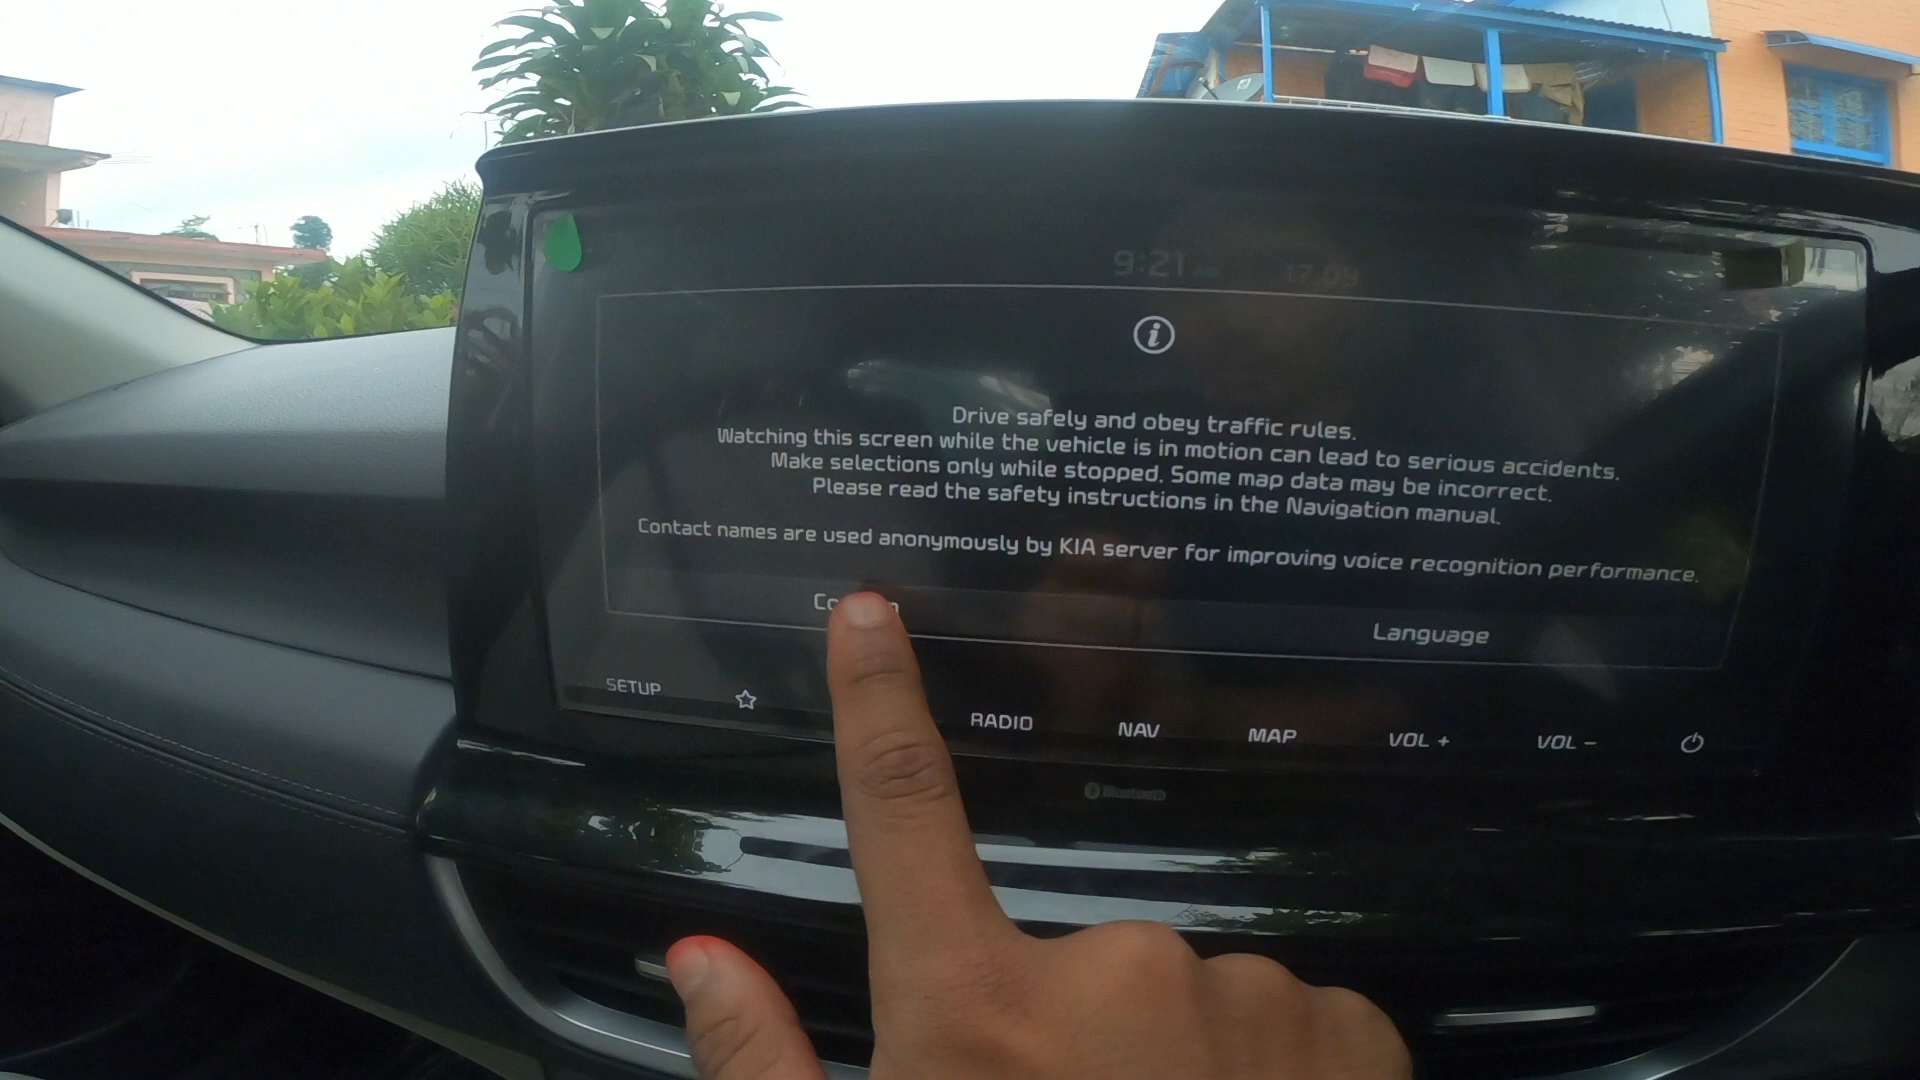 9:21 17.09
Drive safely and obey traffic rules.
Watching this screen while the vehicle is in motion can lead to serious accidents.
Make selections only while stopped. Some map data may be incorrect.
Please read the safety instructions in the Navigation manual.
Contact names are used anonymously by KIA server for improving voice recognition performance.
Language
SETUP
RADIO
NAV
MAP
VOL +
VOL -
Bluetooth